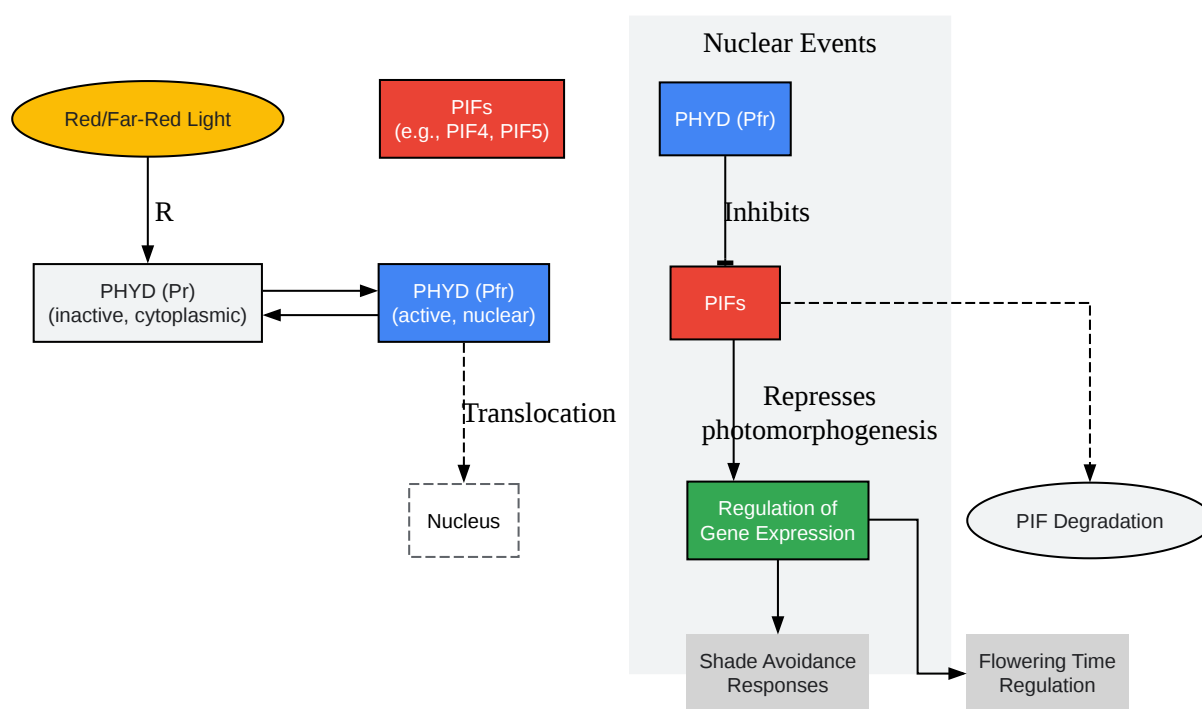 Nuclear Events
Red/Far-Red Light
PIFs
(e.g., PIF4, PIF5)
PHYD (Pfr)
R
Inhibits
PHYD (Pr)
(inactive, cytoplasmic)
PHYD (Pfr)
(active, nuclear)
PIFs
Translocation
Represses
photomorphogenesis
Nucleus
Regulation of
Gene Expression
PIF Degradation
Shade Avoidance
Responses
Flowering Time
Regulation